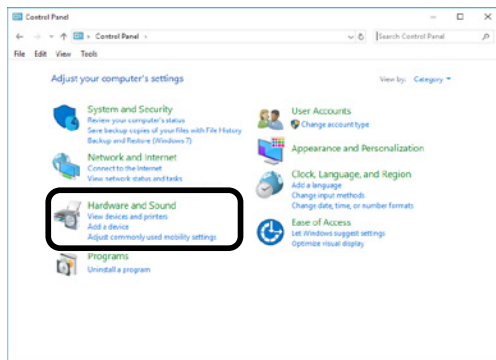 Control Panel
Control Panel
Search Control Panel
File Edit View Tools
Adjust your computer's settings
View by: Category
System and Security
Review your computer's status
Save backup copies of your files with File History
Backup and Restore (Windows 7)
Network and Internet
Connect to the Internet
View network status and tasks
Hardware and Sound
View devices and printers
Add a device
Adjust commonly used mobility settings
Programs
Uninstall a program
User Accounts
Change account type
Appearance and Personalization
Clock, Language, and Region
Add a language
Change input methods
Change date, time, or number formats
Ease of Access
Let Windows suggest settings
Optimize visual display